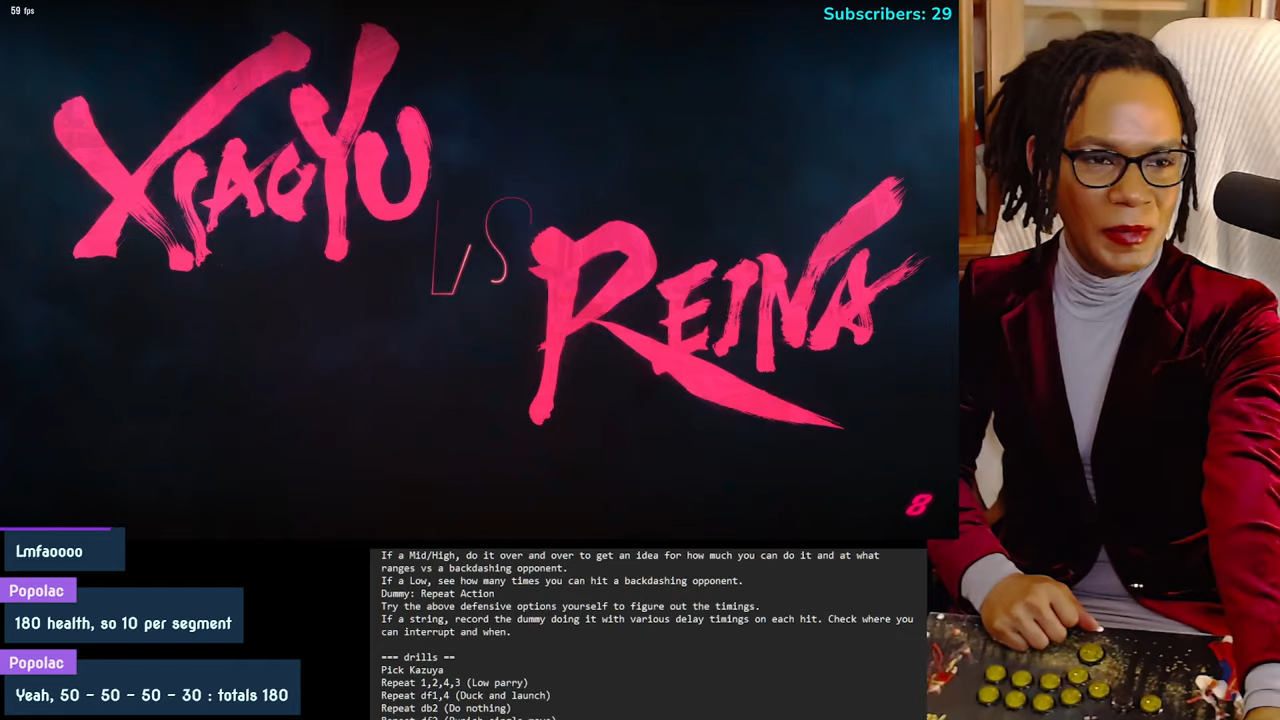 59 fps
Subscribers: 29
XIAOYU
VS
REINA
8
Lmfaoooo
Popolac
180 health, so 10 per segment
Popolac
Yeah, 50 - 50 - 50 - 30 : totals 180
If a Mid/High, do it over and over to get an idea for how much you can do it and at what
ranges vs a backdashing opponent.
If a Low, see how many times you can hit a backdashing opponent.
Dummy: Repeat Action
Try the above defensive options yourself to figure out the timings.
If a string, record the dummy doing it with various delay timings on each hit. Check where you
can interrupt and when.
--- drills --
Pick Kazuya
Repeat 1,2,4,3 (Low parry)
Repeat df1,4 (Duck and launch)
Repeat db2 (Do nothing)